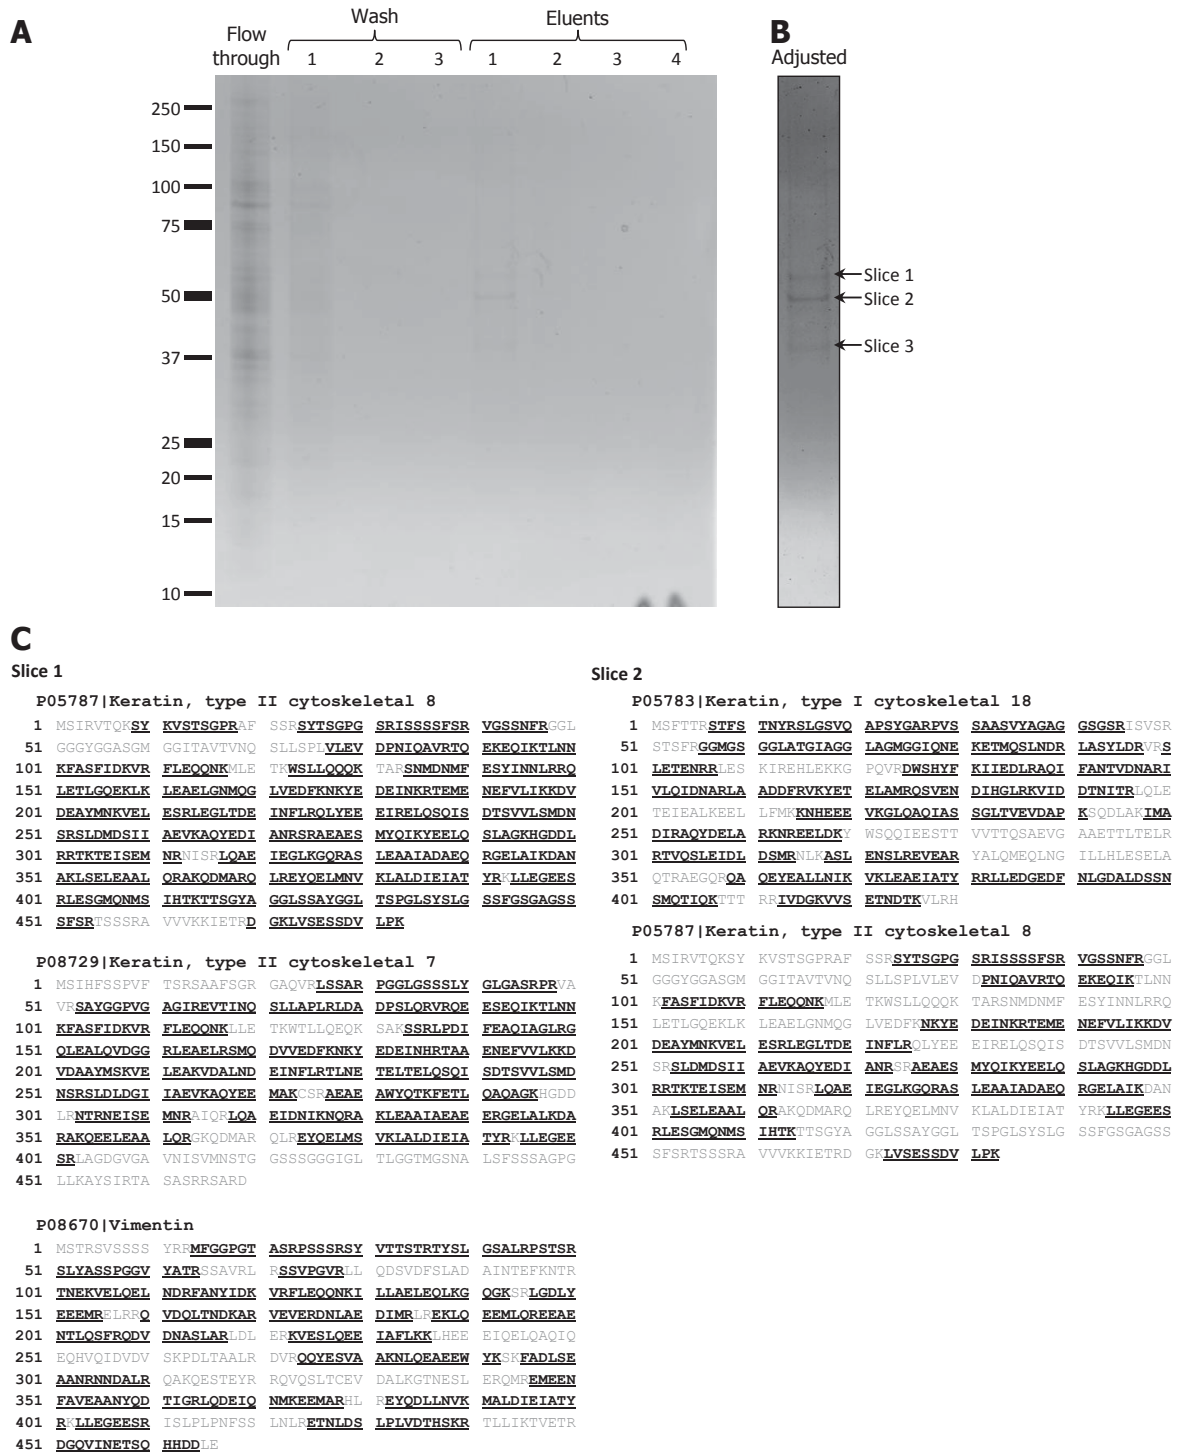 A
B
Flow
through
Wash
Eluents
1 2 3 1 2 3 4
Adjusted
250
150
100
75
50
37
25
20
15
10
Slice 1
Slice 2
Slice 3
C
Slice 1
P05787|Keratin, type II cytoskeletal 8
1 MSIRVTQKSY KVSTSGPRAF SSRSYTSGPG SRISSSSFSR VGSSNFRGGL
51 GGGYGGASGM GGITAVTVNQ SLLSPLVLEV DPNIQAVRTQ EKEQIKTLNN
101 KFASFIDKVR FLEQQNKMLE TKWSLLQQQK TARSNMDNMF ESYINNLRRQ
151 LETLGQEKLK LEAELGNMQG LVEDFKNKYE DEINKRTEME NEFVLIKKDV
201 DEAYMNKVEL ESRLEGLTDE INFLRQLYEE EIRELQSQIS DTSVVLSMDN
251 SRSLDMDSII AEVKAQYEDI ANRSRAEAES MYQIKYEELQ SLAGKHGDDL
301 RRTKTEISEM NRNISRLQAE IEGLKGQRAS LEAAIADAEQ RGELAIKDAN
351 AKLSELEAAL QRAKQDMARQ LREYQELMNV KLALDIEIAT YRKLLEGEES
401 RLESGMQNMS IHTKTTSGYA GGLSSAYGGL TSPGLSYSLG SSFGSGAGSS
451 SFSRTSSSRA VVVKKIETRD GKLVSESSDV LPK
P08729|Keratin, type II cytoskeletal 7
1 MSIHFSSPVF TSRSAAFSGR GAQVRLSSAR PGGLGSSSLY GLGASRPRVA
51 VRSAYGGPVG AGIREVTINQ SLLAPLRLDA DPSLQRVRQE ESEQIKTLNN
101 KFASFIDKVR FLEQQNKLLE TKWTLLQEQK SAKSSRLPDI FEAQIAGLRG
151 QLEALQVDGG RLEAELRSMQ DVVEDFKNKY EDEINHRTAA ENEFVVLKKD
201 VDAAYMSKVE LEAKVDALND EINFLRTLNE TELTELQSQI SDTSVVLSMD
251 NSRSLDLDGI IAEVKAQYEE MAKCSRAEAE AWYQTKFETL QAQAGKHGDD
301 LRNTRNEISE MNRAIQRLQA EIDNIKNQRA KLEAAIAEAE ERGELALKDA
351 RAKQEELEAA LQRGKQDMAR QLREYQELMS VKLALDIEIA TYRKLLEGEE
401 SRLAGDGVGA VNISVMNSTG GSSSGGGIGL TLGGTMGSNA LSFSSSAGPG
451 LLKAYSIRTA SASRRSARD
P08670|Vimentin
1 MSTRSVSSSS YRRMFGGPGT ASRPSSSRSY VTTSTRTYSL GSALRPSTSR
51 SLYASSPGGV YATRSSAVRL RSSVPGVRLL QDSVDFSLAD AINTEFKNTR
101 TNEKVELQEL NDRFANYIDK VRFLEQQNKI LLAELEQLKG QGKSRLGDLY
151 EEEMRELRRQ VDQLTNDKAR VEVERDNLAE DIMRLREKLQ EEMLQREEAE
201 NTLQSFRQDV DNASLARLDL ERKVESLQEE IAFLKKLHEE EIQELQAQIQ
251 EQHVQIDVDV SKPDLTAALR DVRQQYESVA AKNLQEAEEW YKSKFADLSE
301 AANRNNDALR QAKQESTEYR RQVQSLTCEV DALKGTNESL ERQMREMEEN
351 FAVEAANYQD TIGRLQDEIQ NMKEEMARHL REYQDLLNVK MALDIEIATY
401 RKLLEGEESR ISLPLPNFSS LNLRETNLDS LPLVDTHSKR TLLIKTVETR
451 DGQVINETSQ HHDDLE
Slice 2
P05783|Keratin, type I cytoskeletal 18
1 MSFTTRSTFS TNYRSLGSVQ APSYGARPVS SAASVYAGAG GSGSRISVSR
51 STSFRGGMGS GGLATGIAGG LAGMGGIQNE KETMQSLNDR LASYLDRVRS
101 LETENRRLES KIREHLEKKG PQVRDWSHYF KIIEDLRAQI FANTVDNARI
151 VLQIDNARLA ADDFRVKYET ELAMRQSVEN DIHGLRKVID DTNITRLQLE
201 TEIEALKEEL LFMKKNHEEE VKGLQAQIAS SGLTVEVDAP KSQDLAKIMA
251 DIRAQYDELA RKNREELDKY WSQQIEESTT VVTTQSAEVG AAETTLTELR
301 RTVQSLEIDL DSMRNLKASL ENSLREVEAR YALQMEQLNG ILLHLESELA
351 QTRAEGQRQA QEYEALLNIK VKLEAEIATY RRLLEDGEDF NLGDALDSSN
401 SMQTIQKTTT RRIVDGKVVS ETNDTKVLRH
P05787|Keratin, type II cytoskeletal 8
1 MSIRVTQKSY KVSTSGPRAF SSRSYTSGPG SRISSSSFSR VGSSNFRGGL
51 GGGYGGASGM GGITAVTVNQ SLLSPLVLEV DPNIQAVRTQ EKEQIKTLNN
101 KFASFIDKVR FLEQQNKMLE TKWSLLQQQK TARSNMDNMF ESYINNLRRQ
151 LETLGQEKLK LEAELGNMQG LVEDFKNKYE DEINKRTEME NEFVLIKKDV
201 DEAYMNKVEL ESRLEGLTDE INFLRQLYEE EIRELQSQIS DTSVVLSMDN
251 SRSLDMDSII AEVKAQYEDI ANRSRAEAES MYQIKYEELQ SLAGKHGDDL
301 RRTKTEISEM NRNISRLQAE IEGLKGQRAS LEAAIADAEQ RGELAIKDAN
351 AKLSELEAAL QRAKQDMARQ LREYQELMNV KLALDIEIAT YRKLLEGEES
401 RLESGMQNMS IHTKTTSGYA GGLSSAYGGL TSPGLSYSLG SSFGSGAGSS
451 SFSRTSSSRA VVVKKIETRD GKLVSESSDV LPK